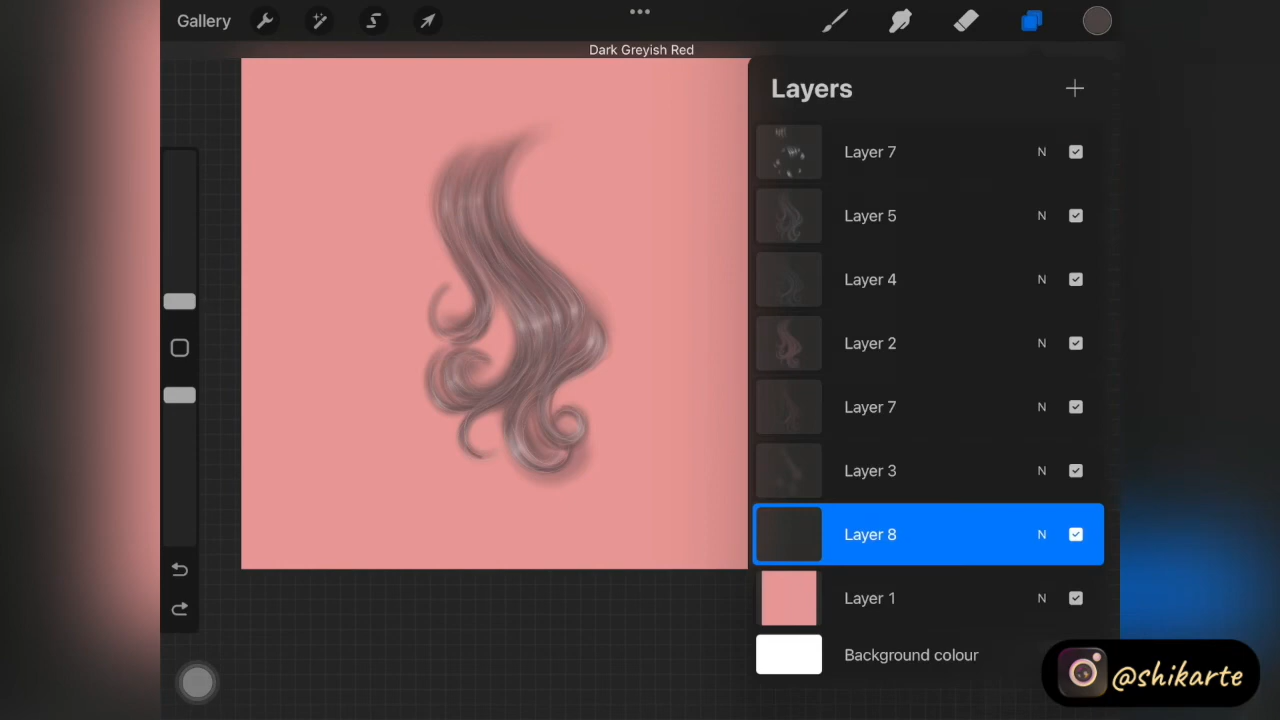 Gallery
Dark Greyish Red
Layers
Layer 7 N
Layer 5 N
Layer 4 N
Layer 2 N
Layer 7 N
Layer 3 N
Layer 8 N
Layer 1 N
Background colour
@shikarte